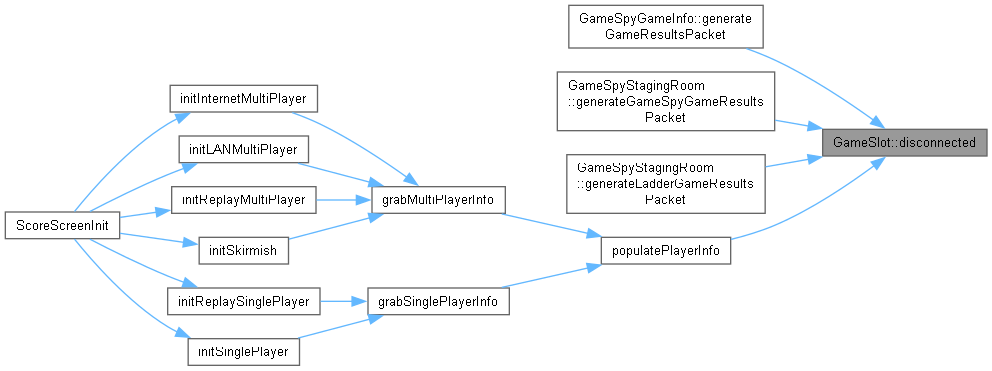 GameSpyGameInfo::generate
GameResultsPacket
GameSpyStagingRoom
::generateGameSpyGameResults
Packet
initInternetMultiPlayer
GameSlot::disconnected
initLANMultiPlayer
GameSpyStagingRoom
::generateLadderGameResults
Packet
initReplayMultiPlayer
grabMultiPlayerInfo
ScoreScreenInit
initSkirmish
populatePlayerInfo
initReplaySinglePlayer
grabSinglePlayerInfo
initSinglePlayer